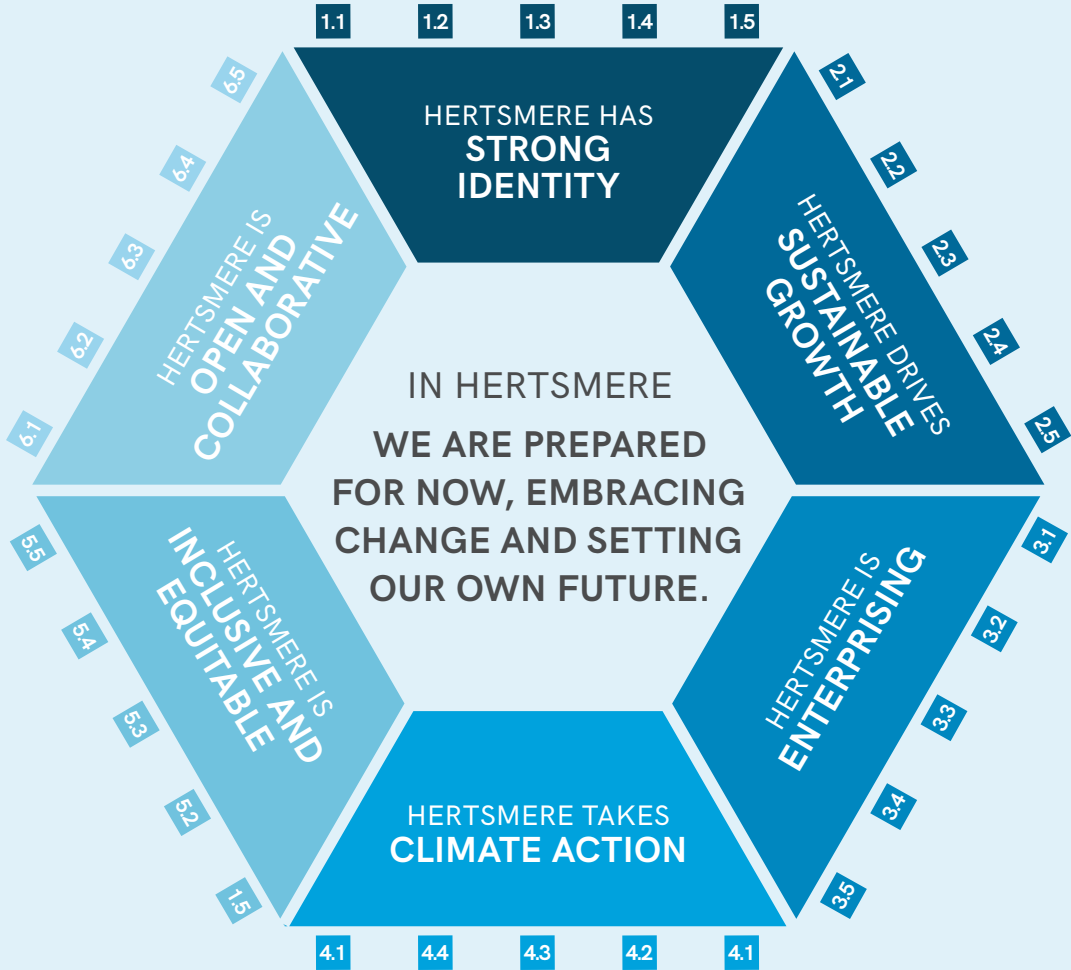 1.1 1.2 1.3 1.4 1.5
HERTSMERE HAS
STRONG
IDENTITY
2.1
2.2
2.3
2.4
2.5
HERTSMERE DRIVES
SUSTAINABLE
GROWTH
3.1
3.2
3.3
3.4
3.5
HERTSMERE IS
ENTERPRISING
4.1 4.4 4.3 4.2 4.1
HERTSMERE TAKES
CLIMATE ACTION
5.5
5.4
5.3
5.2
1.5
HERTSMERE IS
INCLUSIVE AND
EQUITABLE
6.5
6.4
6.3
6.2
6.1
HERTSMERE IS
OPEN AND
COLLABORATIVE
IN HERTSMERE
WE ARE PREPARED
FOR NOW, EMBRACING
CHANGE AND SETTING
OUR OWN FUTURE.